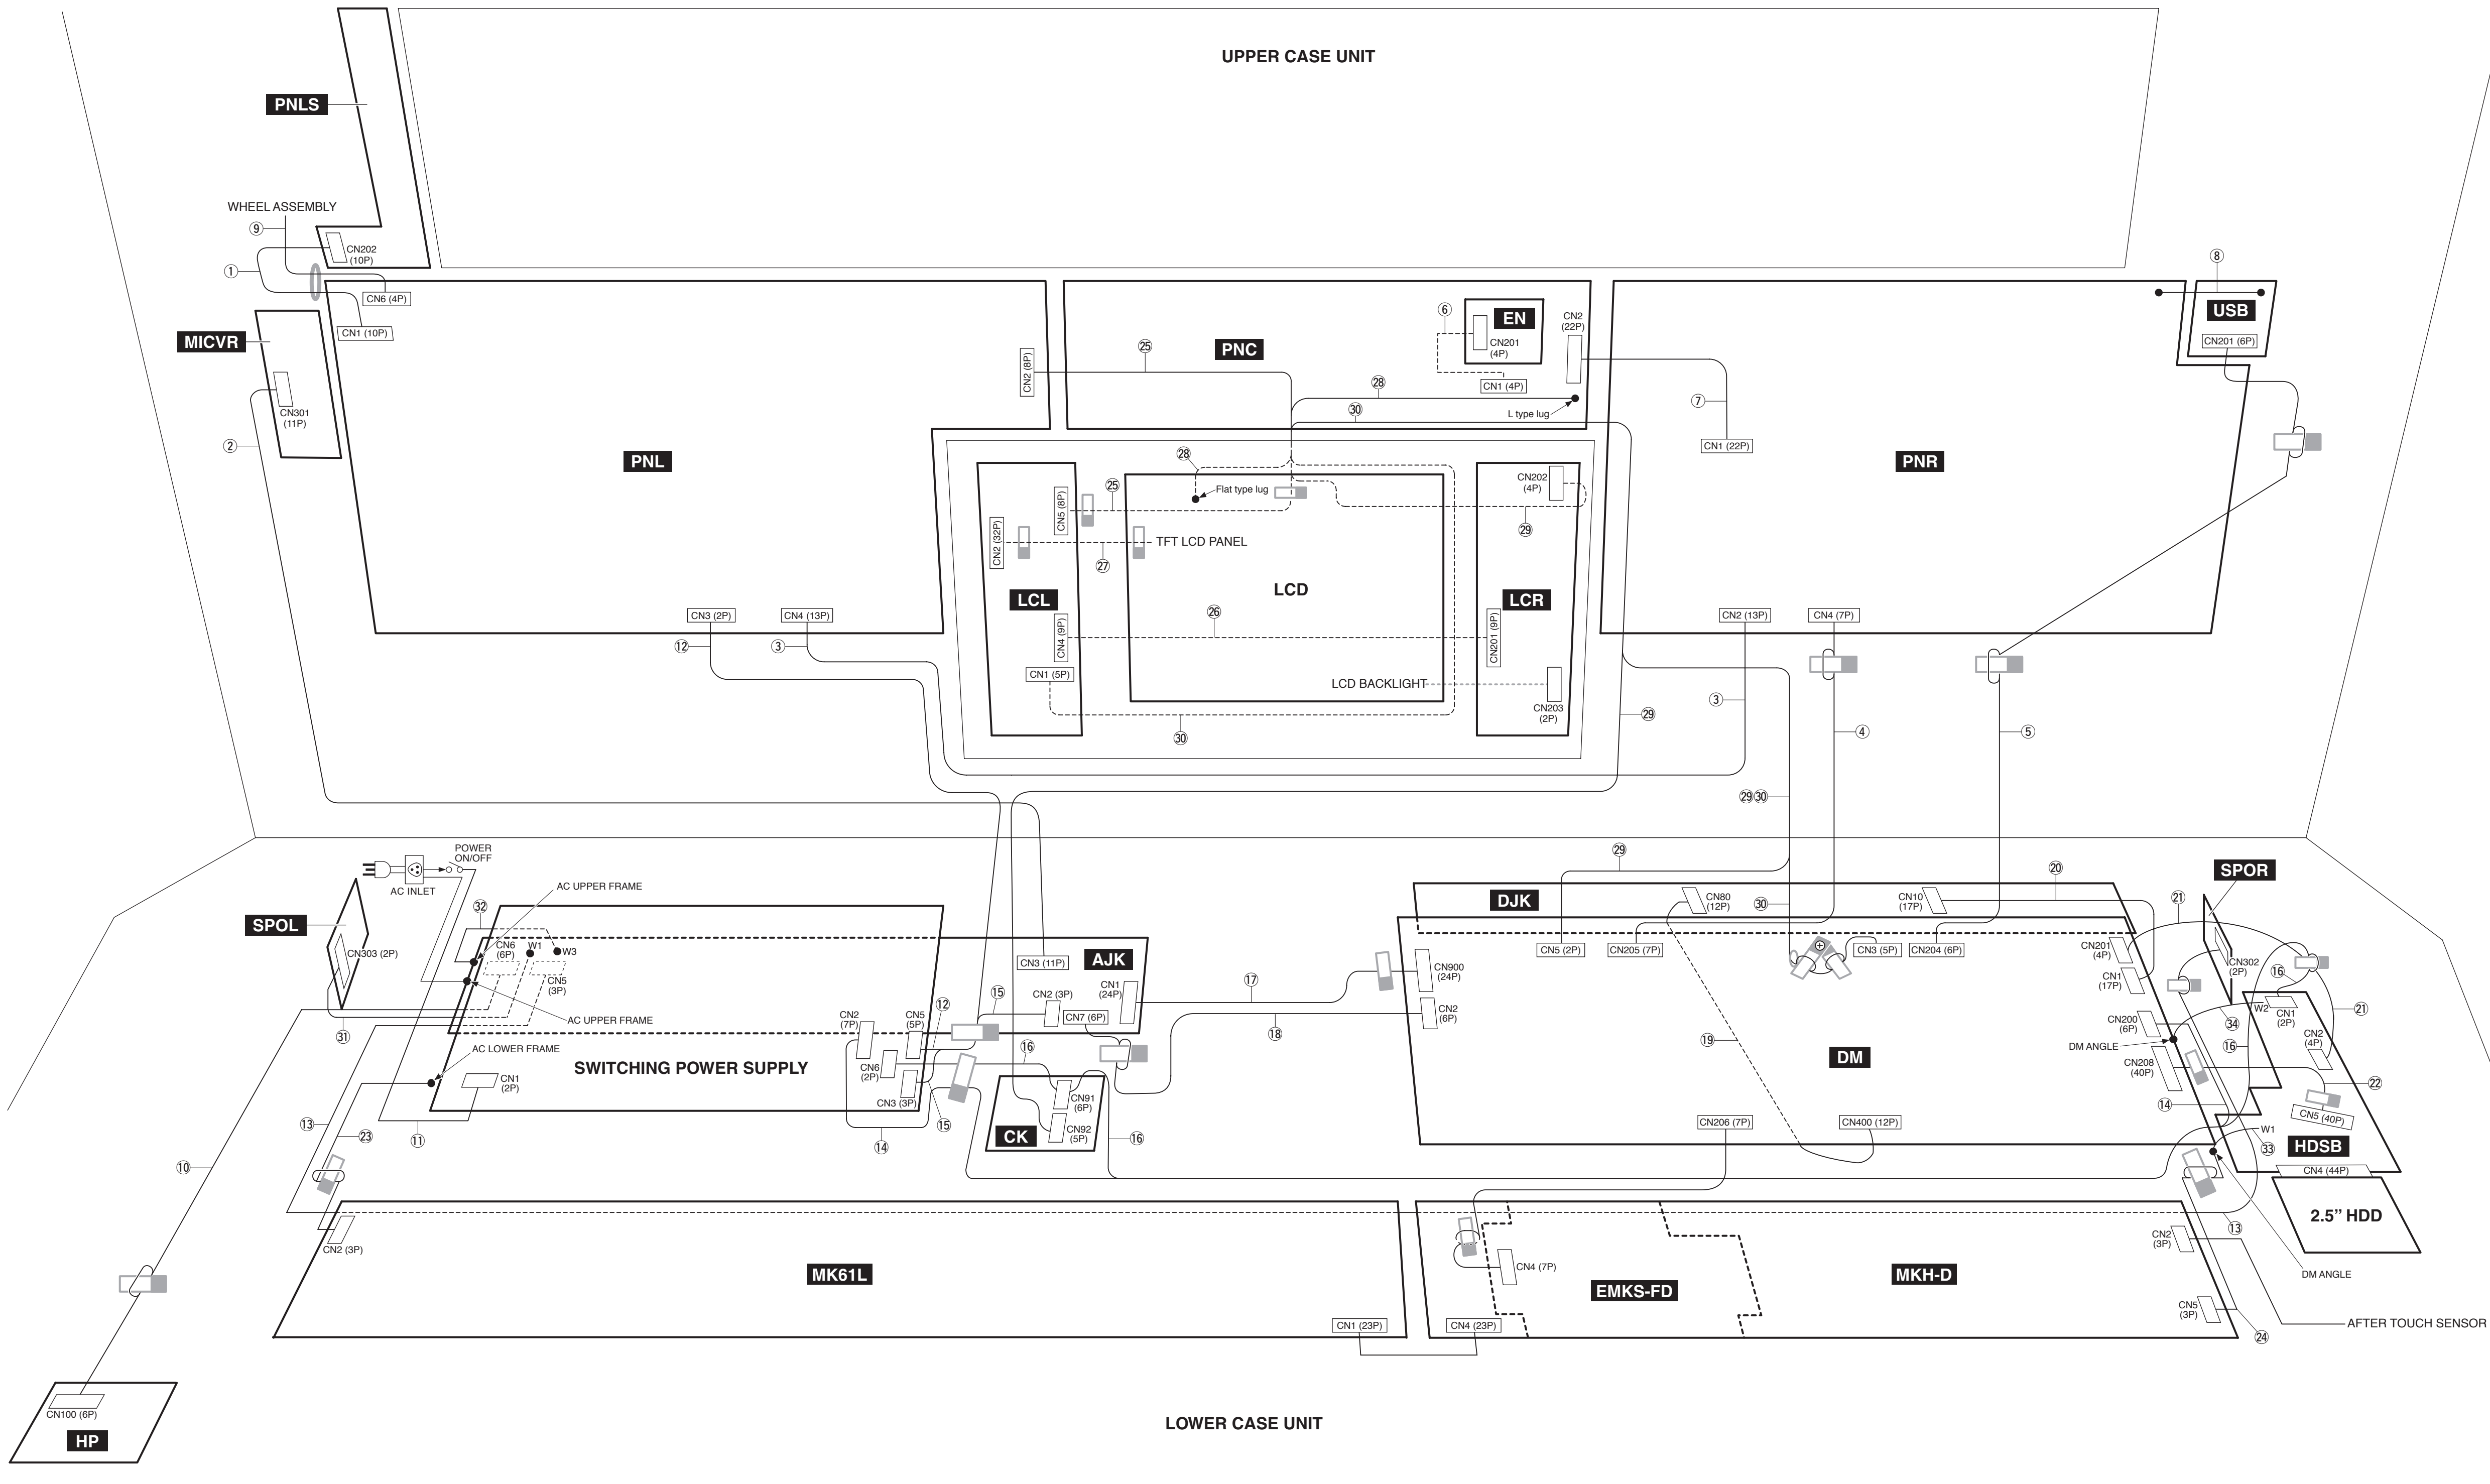 UPPER CASE UNIT
PNLS
WHEEL ASSEMBLY
9
CN202
(10P)
1
CN6 (4P)
CN1 (10P)
MICVR
CN301
(11P)
2
PNL
CN2 (8P)
25
PNC
6
EN
CN201
(4P)
CN2
(22P)
CN1 (4P)
28
30
L type lug
7
CN1 (22P)
PNR
8
USB
CN201 (6P)
28
Flat type lug
25
CN5 (8P)
CN2 (32P)
27
TFT LCD PANEL
LCD
LCL
26
CN4 (9P)
CN1 (5P)
30
CN202
(4P)
29
LCR
CN201 (9P)
LCD BACKLIGHT
CN203
(2P)
29
CN3 (2P)
CN4 (13P)
12
3
CN2 (13P)
CN4 (7P)
3
4
5
29 30
POWER
ON/OFF
AC INLET
AC UPPER FRAME
32
SPOL
CN303 (2P)
CN6
(6P)
W1
W3
CN5
(3P)
31
AC UPPER FRAME
AC LOWER FRAME
SWITCHING POWER SUPPLY
CN1
(2P)
11
13
23
10
CN2
(7P)
CN5
(5P)
CN6
(2P)
CN3 (3P)
12
15
14
15
16
AJK
CN3 (11P)
CN2 (3P)
CN1
(24P)
CN7 (6P)
CK
CN91
(6P)
CN92
(5P)
16
17
18
29
DJK
CN80
(12P)
30
CN10
(17P)
20
CN5 (2P)
CN205 (7P)
CN3 (5P)
CN204 (6P)
CN900
(24P)
CN2
(6P)
19
DM
CN206 (7P)
CN400 (12P)
CN201
(4P)
CN1
(17P)
CN200
(6P)
DM ANGLE
CN208
(40P)
SPOR
21
CN302
(2P)
16
34
W2
CN1
(2P)
21
CN2
(4P)
16
22
14
CN5 (40P)
W1
33
HDSB
CN4 (44P)
2.5” HDD
13
DM ANGLE
CN2 (3P)
MK61L
CN1 (23P)
CN4 (23P)
CN4 (7P)
EMKS-FD
MKH-D
CN2
(3P)
CN5
(3P)
24
AFTER TOUCH SENSOR
CN100 (6P)
HP
LOWER CASE UNIT